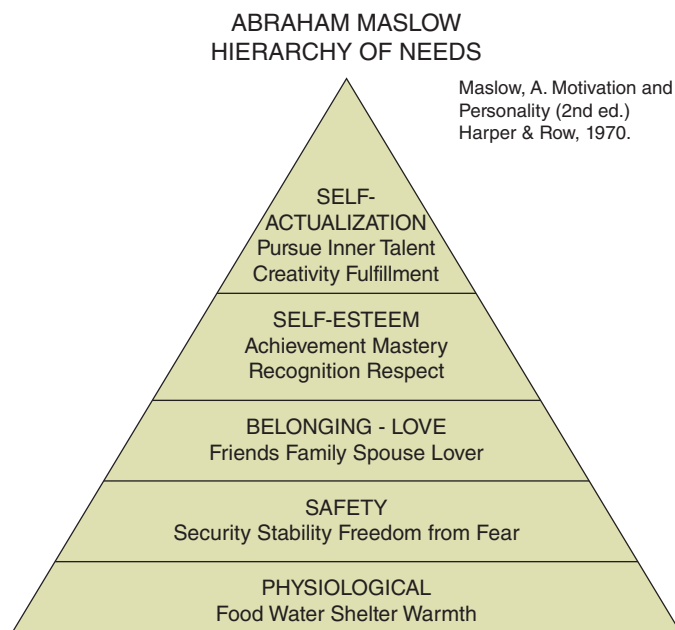 ABRAHAM MASLOW
HIERARCHY OF NEEDS
Maslow, A. Motivation and
Personality (2nd ed.)
Harper & Row, 1970.
SELF-
ACTUALIZATION
Pursue Inner Talent
Creativity Fulfillment
SELF-ESTEEM
Achievement Mastery
Recognition Respect
BELONGING - LOVE
Friends Family Spouse Lover
SAFETY
Security Stability Freedom from Fear
PHYSIOLOGICAL
Food Water Shelter Warmth